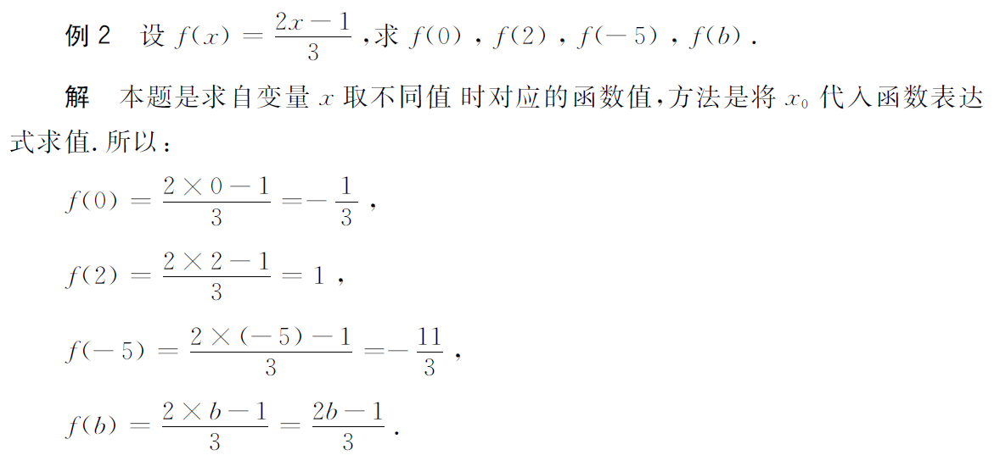 例2 设 f(x) = \frac{2x-1}{3} ,求 f(0) , f(2) , f(-5) , f(b) .
解 本题是求自变量 x 取不同值时对应的函数值,方法是将 x_0 代入函数表达
式求值. 所以:
f(0) = \frac{2×0-1}{3} = -\frac{1}{3} ,
f(2) = \frac{2×2-1}{3} = 1 ,
f(-5) = \frac{2×(-5)-1}{3} = -\frac{11}{3} ,
f(b) = \frac{2×b-1}{3} = \frac{2b-1}{3} .